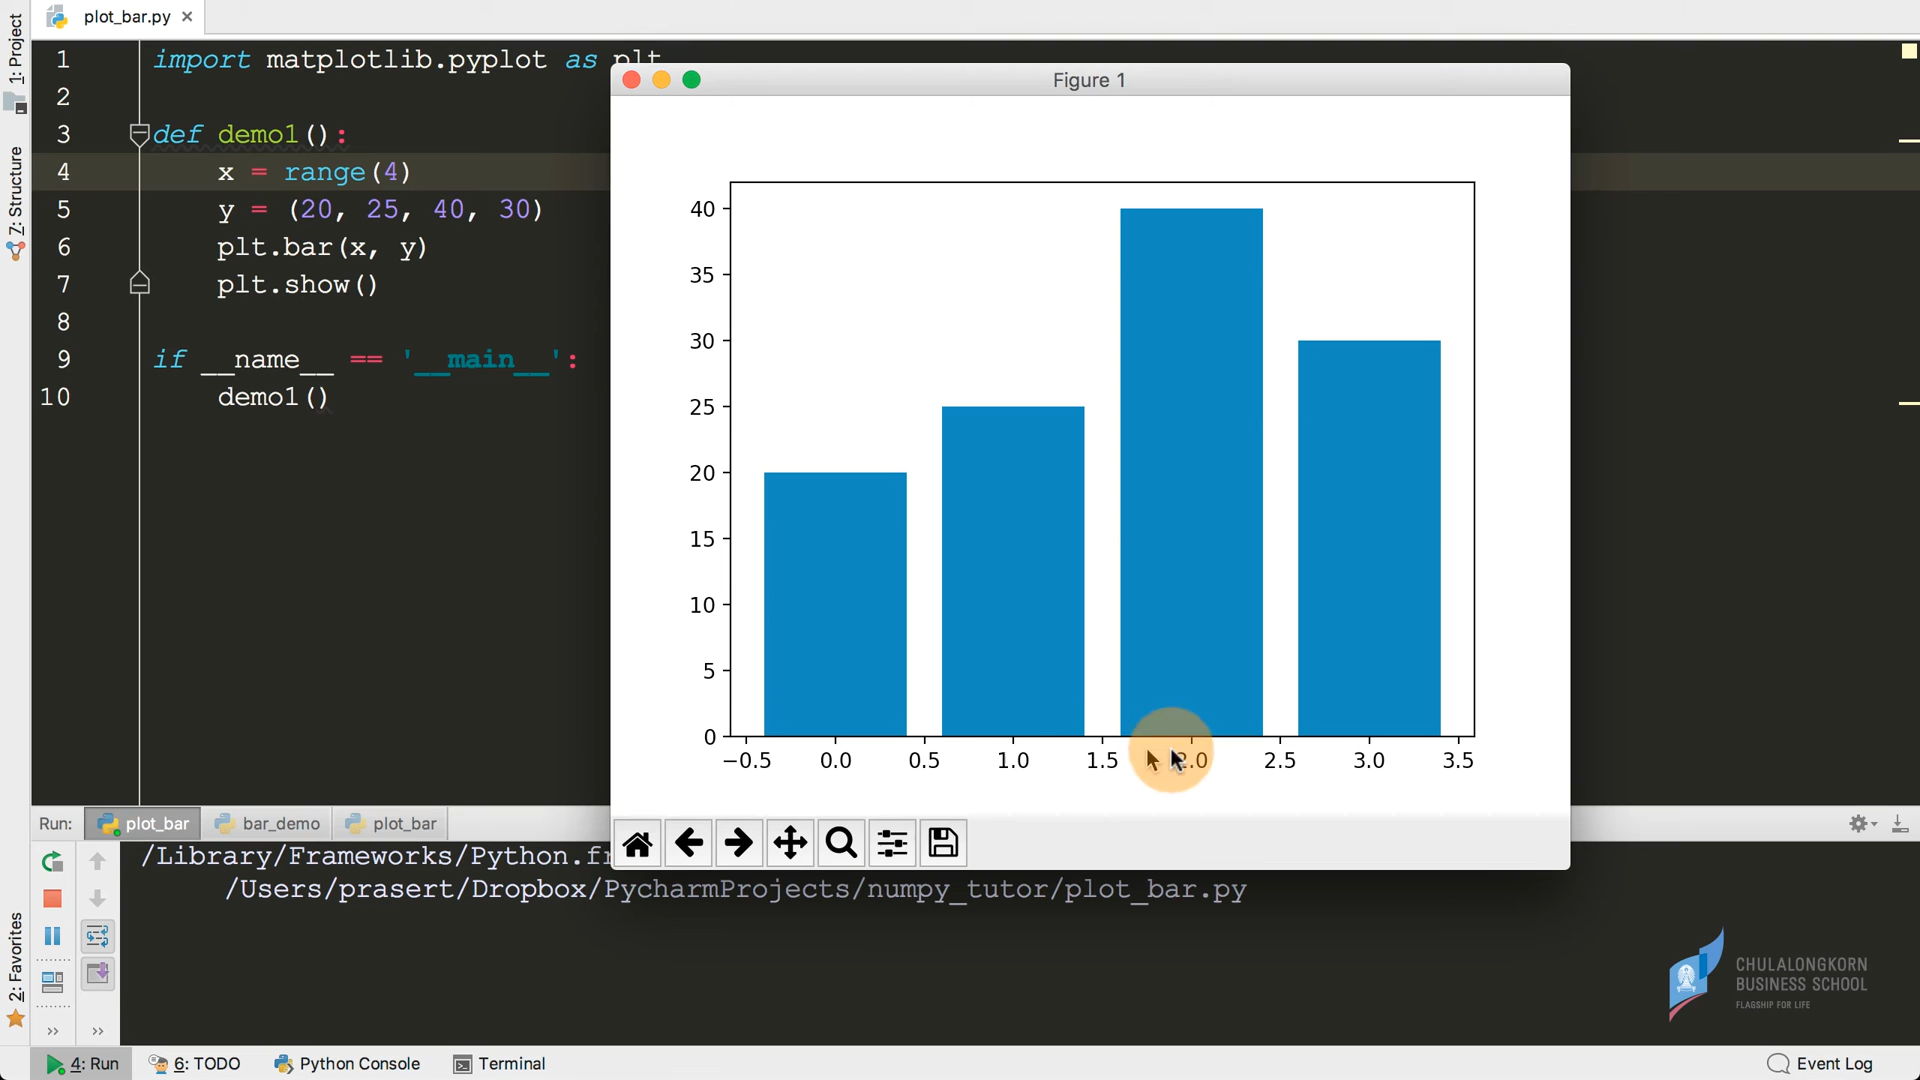 plot_bar.py
1: Project
7: Structure
2: Favorites
1 import matplotlib.pyplot as plt
2
3 def demo1():
4 x = range(4)
5 y = (20, 25, 40, 30)
6 plt.bar(x, y)
7 plt.show()
8
9 if __name__ == '__main__':
10 demo1()
Figure 1
40
35
30
25
20
15
10
5
0
−0.5 0.0 0.5 1.0 1.5 2.0 2.5 3.0 3.5
Run: plot_bar bar_demo plot_bar
/Library/Frameworks/Python.fr
/Users/prasert/Dropbox/PycharmProjects/numpy_tutor/plot_bar.py
CHULALONGKORN
BUSINESS SCHOOL
FLAGSHIP FOR LIFE
4: Run 6: TODO Python Console Terminal Event Log